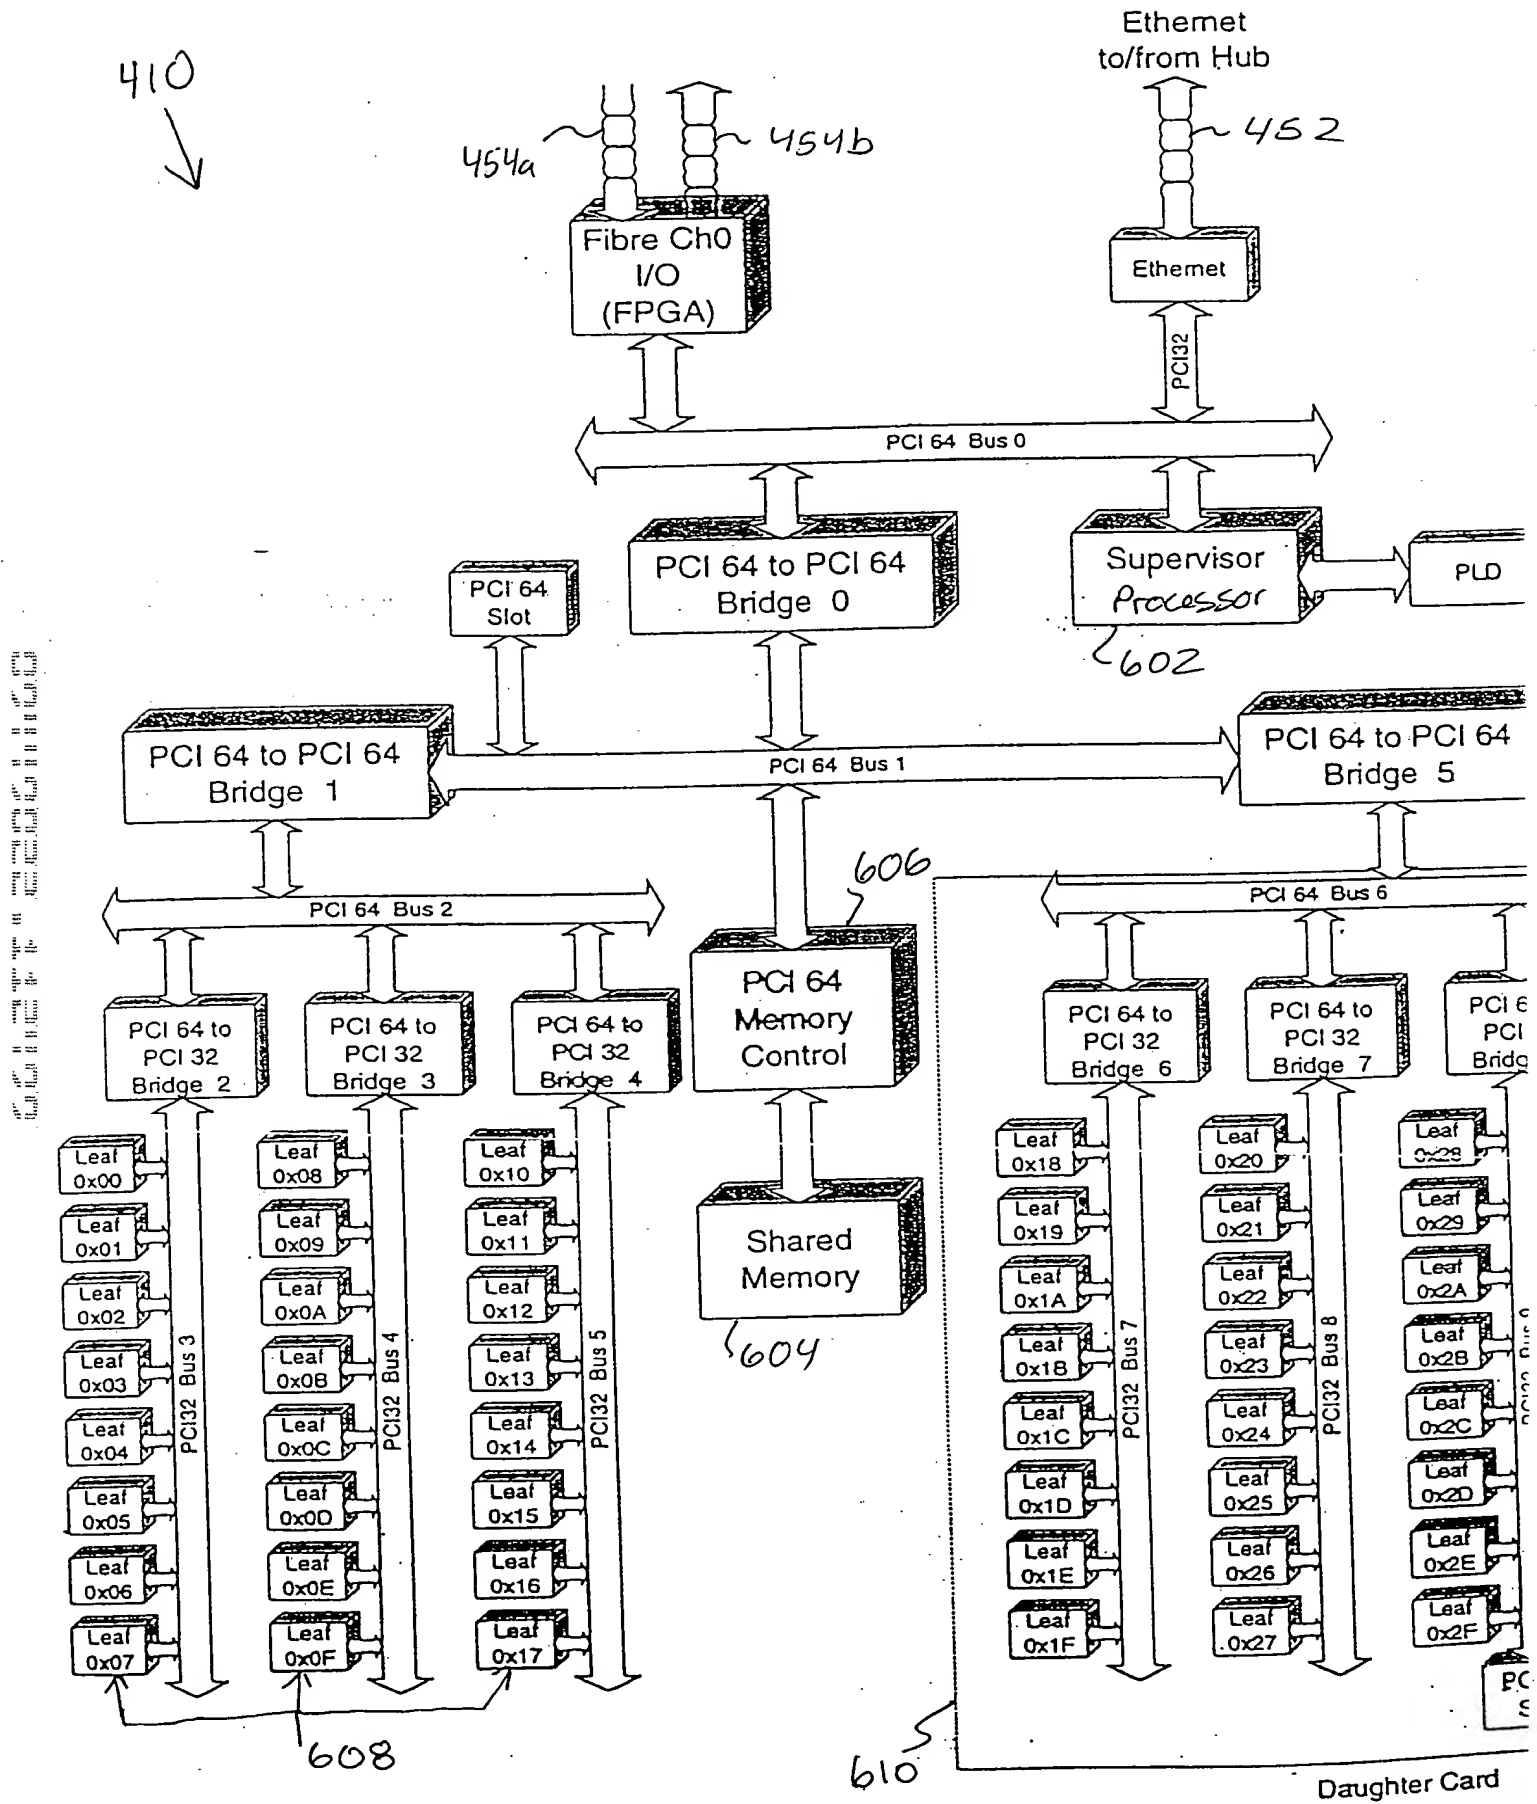 Ethernet
to/from Hub
410
454a
454b
452
Fibre Ch0
I/O
(FPGA)
Ethernet
PCI32
PCI 64 Bus 0
PCI 64
Slot
PCI 64 to PCI 64
Bridge 0
Supervisor
Processor
602
PLD
PCI 64 to PCI 64
Bridge 1
PCI 64 Bus 1
PCI 64 to PCI 64
Bridge 5
606
PCI 64 Bus 2
PCI 64 Bus 6
PCI 64 to
PCI 32
Bridge 2
PCI 64 to
PCI 32
Bridge 3
PCI 64 to
PCI 32
Bridge 4
PCI 64
Memory
Control
PCI 64 to
PCI 32
Bridge 6
PCI 64 to
PCI 32
Bridge 7
PCI 6
PCI
Bridg
Leaf
0x00
Leaf
0x01
Leaf
0x02
Leaf
0x03
Leaf
0x04
Leaf
0x05
Leaf
0x06
Leaf
0x07
PCI32 Bus 3
Leaf
0x08
Leaf
0x09
Leaf
0x0A
Leaf
0x0B
Leaf
0x0C
Leaf
0x0D
Leaf
0x0E
Leaf
0x0F
PCI32 Bus 4
Leaf
0x10
Leaf
0x11
Leaf
0x12
Leaf
0x13
Leaf
0x14
Leaf
0x15
Leaf
0x16
Leaf
0x17
PCI32 Bus 5
608
Shared
Memory
604
Leaf
0x18
Leaf
0x19
Leaf
0x1A
Leaf
0x1B
Leaf
0x1C
Leaf
0x1D
Leaf
0x1E
Leaf
0x1F
PCI32 Bus 7
Leaf
0x20
Leaf
0x21
Leaf
0x22
Leaf
0x23
Leaf
0x24
Leaf
0x25
Leaf
0x26
Leaf
0x27
PCI32 Bus 8
Leaf
0x28
Leaf
0x29
Leaf
0x2A
Leaf
0x2B
Leaf
0x2C
Leaf
0x2D
Leaf
0x2E
Leaf
0x2F
PC
S
610
Daughter Card